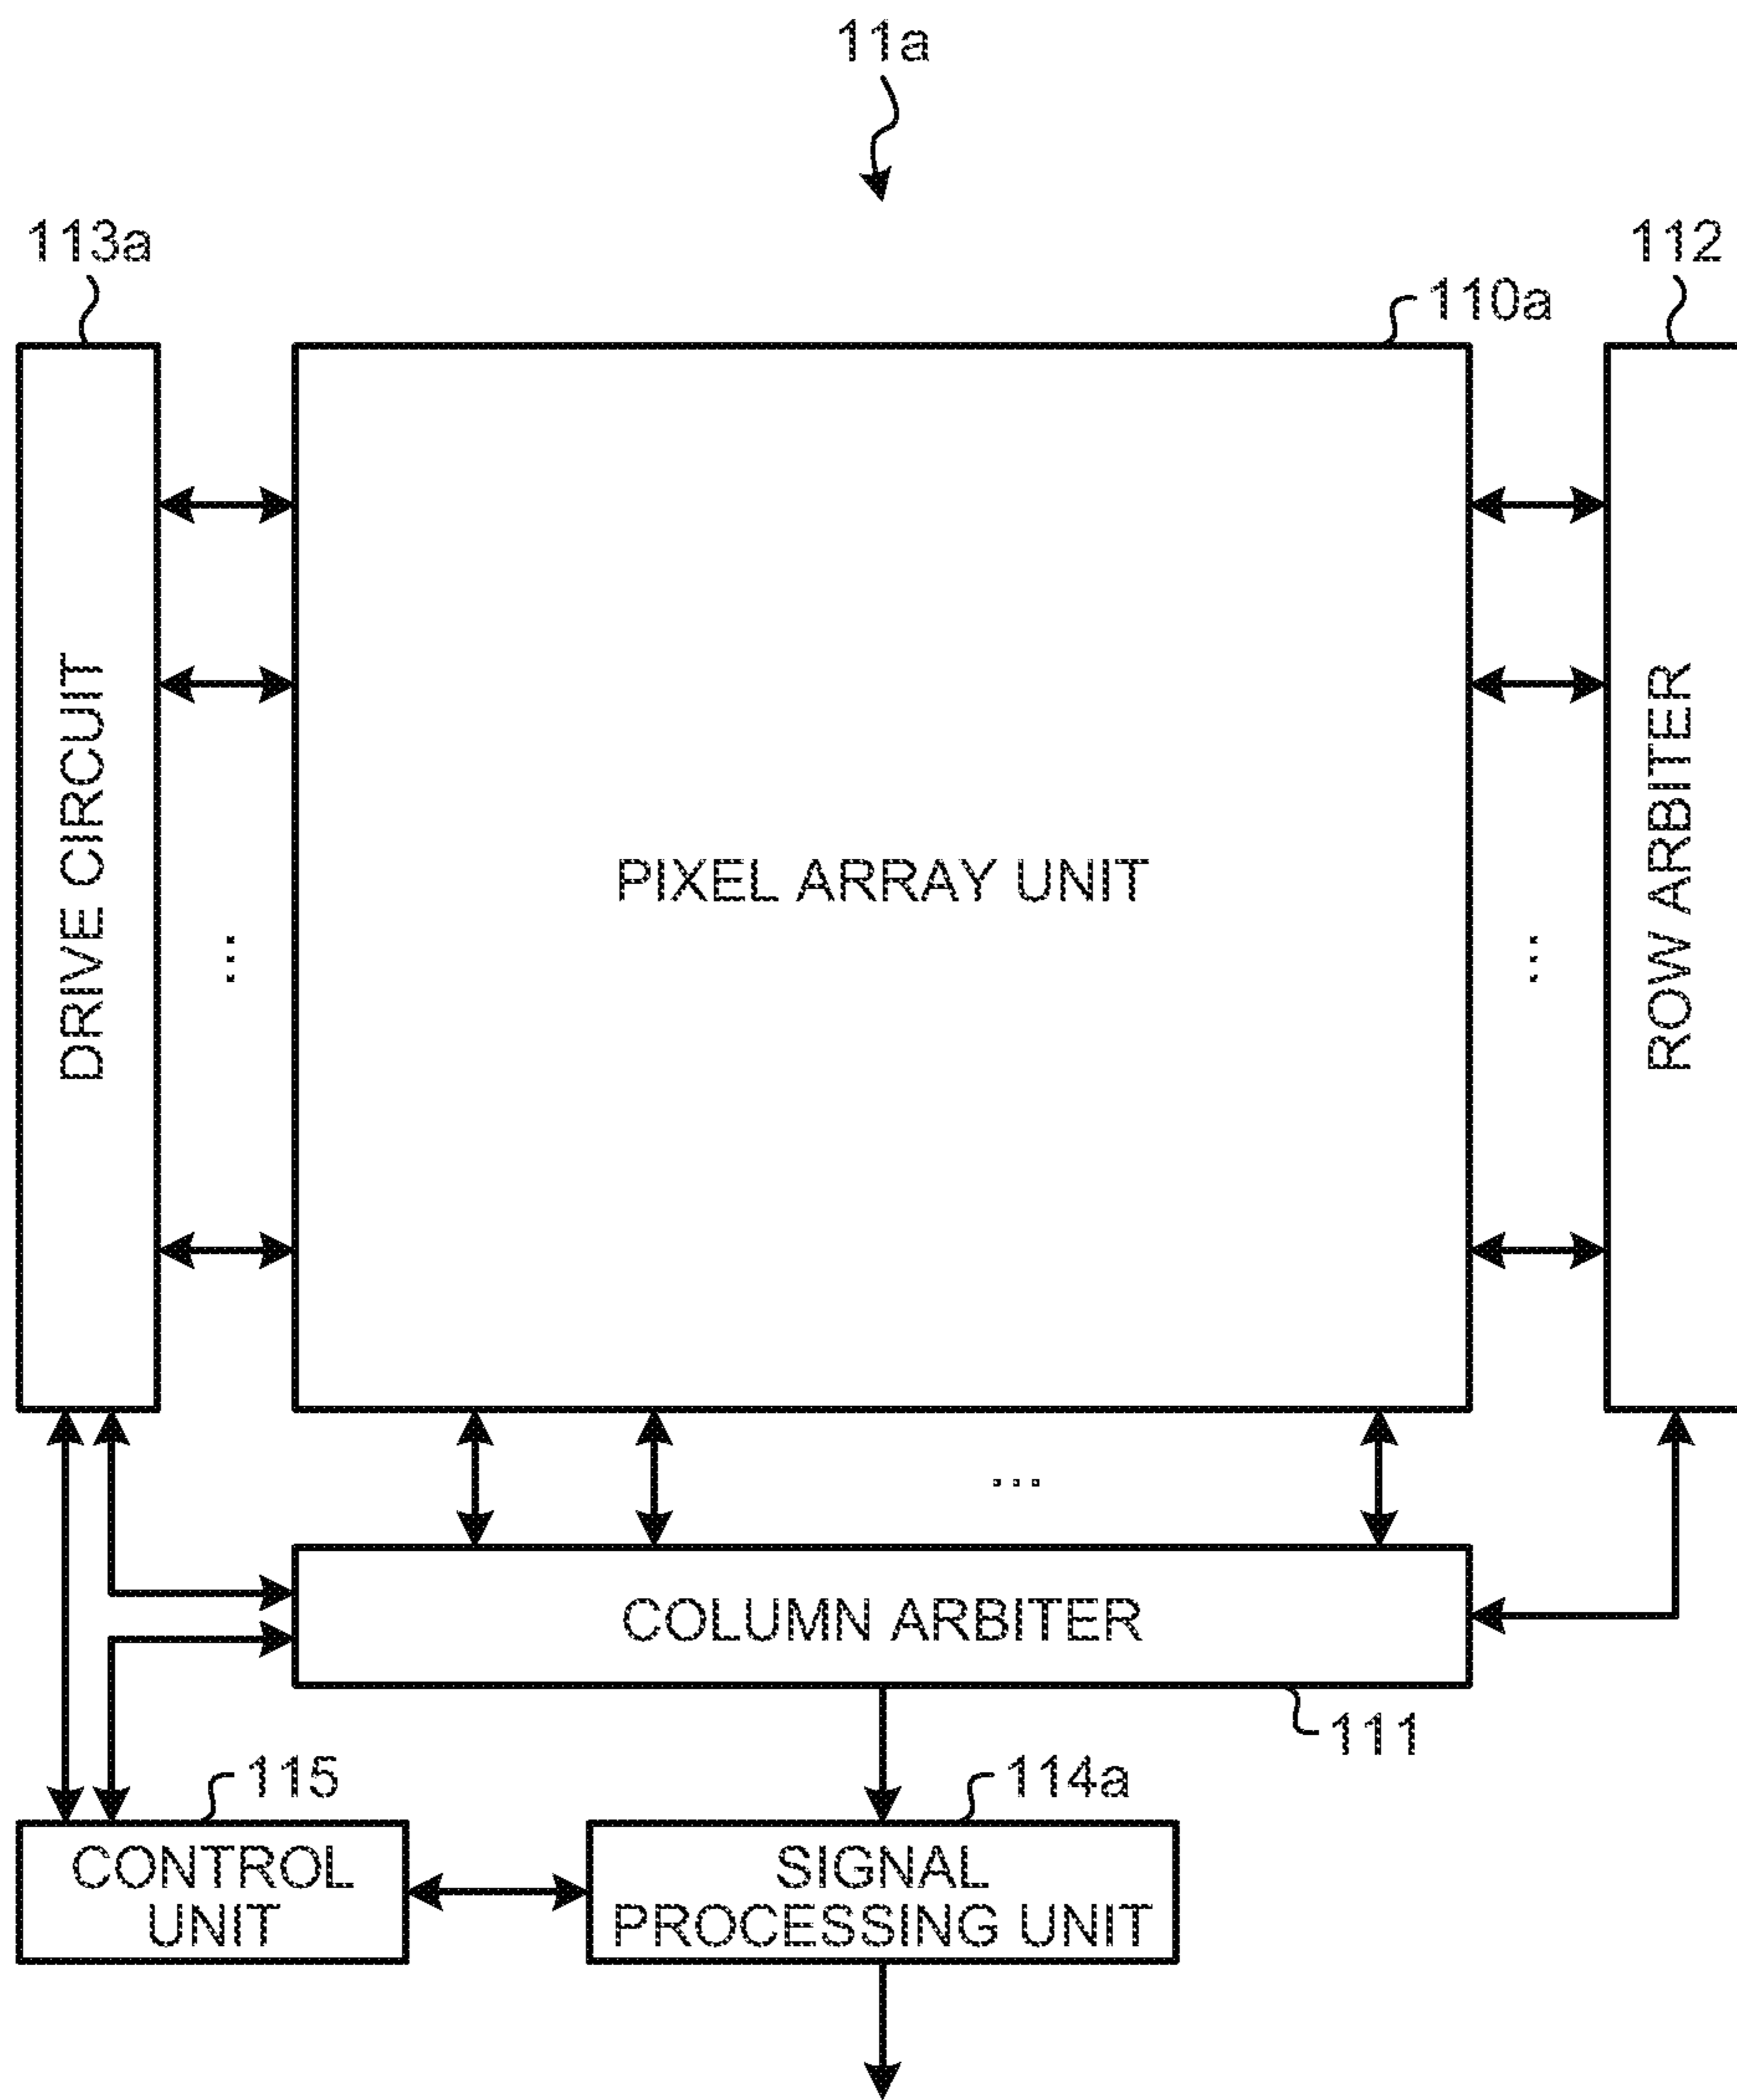 11a
113a
112
110a
DRIVE CIRCUIT
...
PIXEL ARRAY UNIT
...
ROW ARBITER
...
COLUMN ARBITER
111
115
114a
CONTROL
UNIT
SIGNAL
PROCESSING UNIT